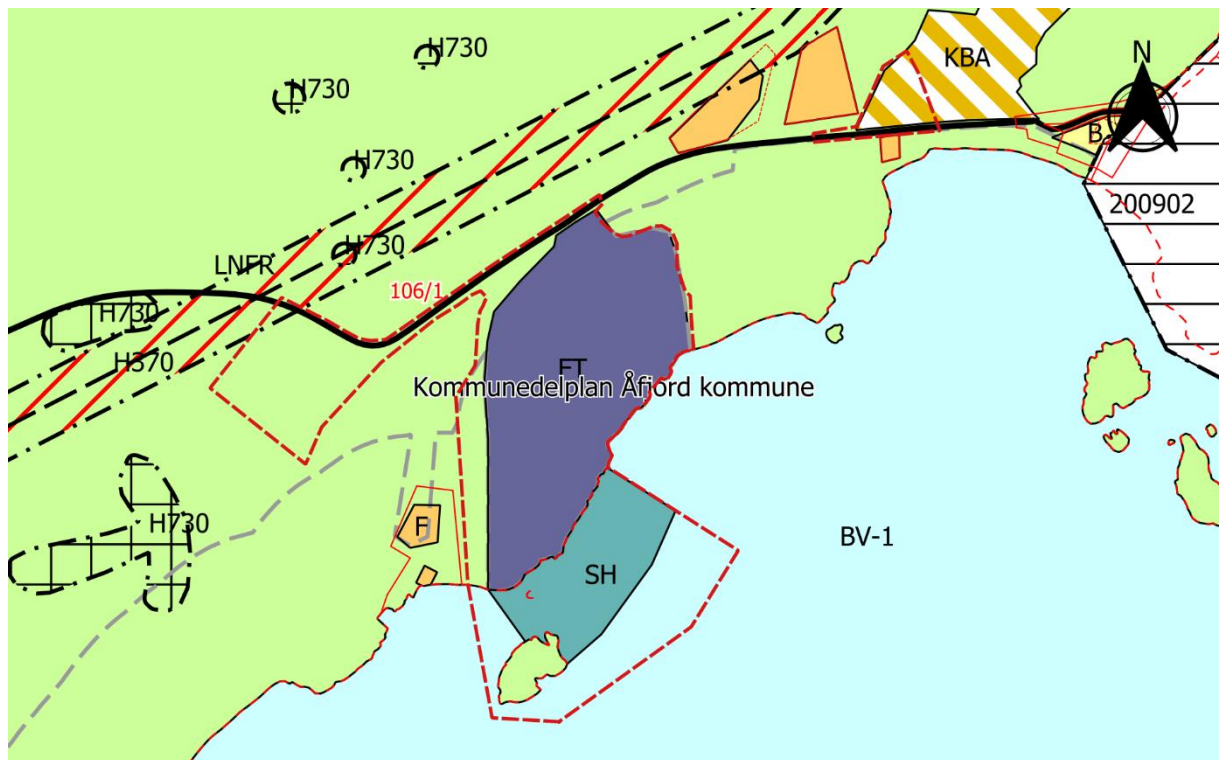 H730
KBA
N
H730
B
H730
200902
H730
LNFR
106/1
H730
H370
FT
Kommunedelplan Åfjord kommune
F
H730
BV-1
SH